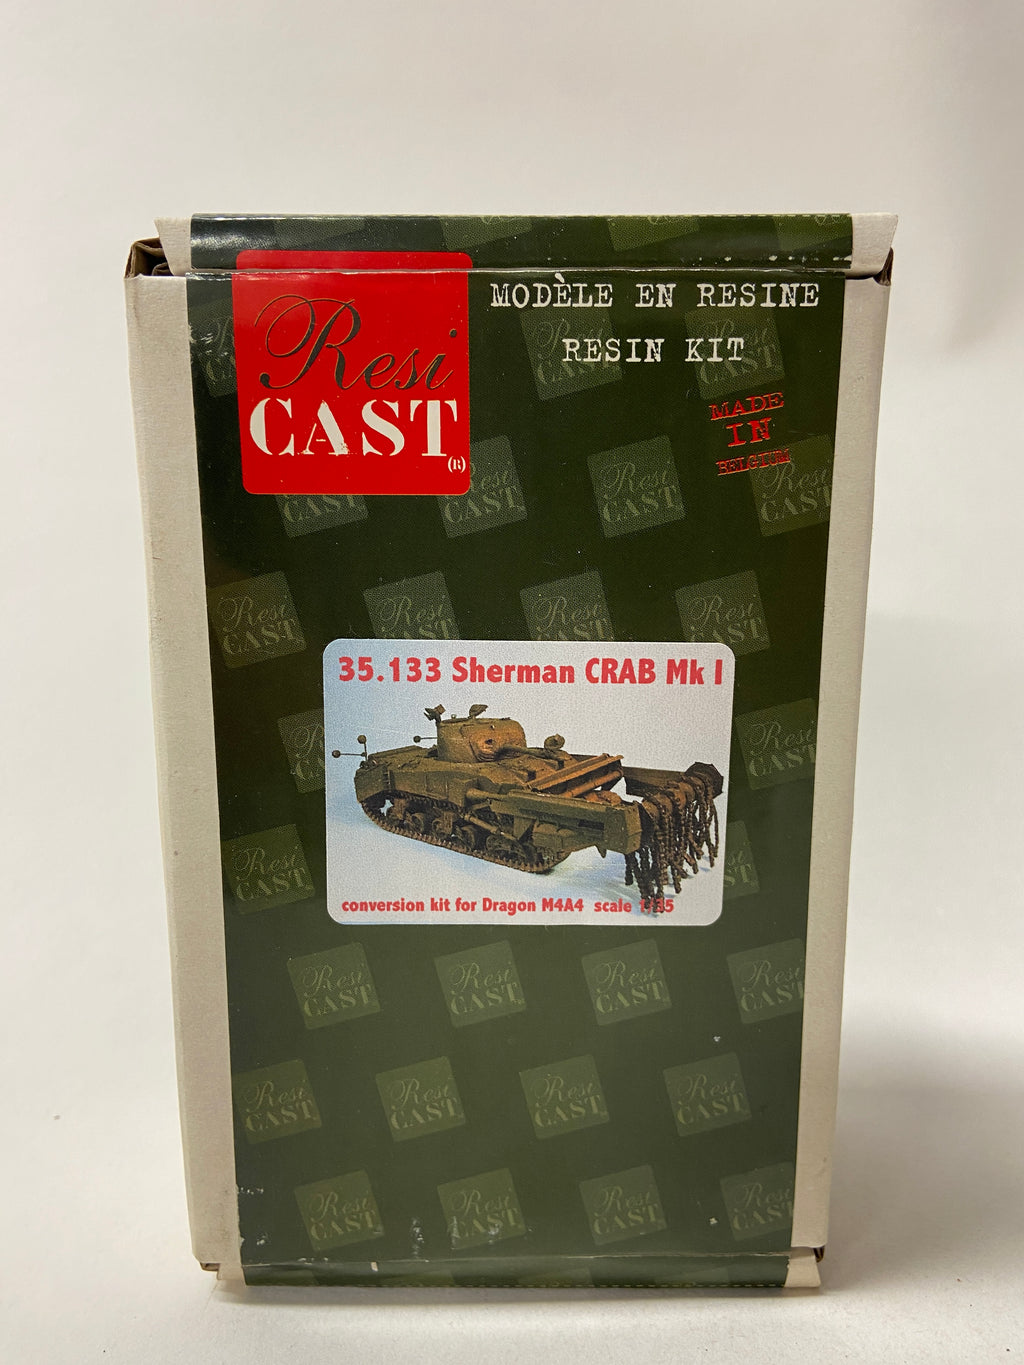 Resi
CAST
(R)
MODÈLE EN RESINE
RESIN KIT
MADE
IN
BELGIUM
35.133 Sherman CRAB Mk I
conversion kit for Dragon M4A4 scale 1/35